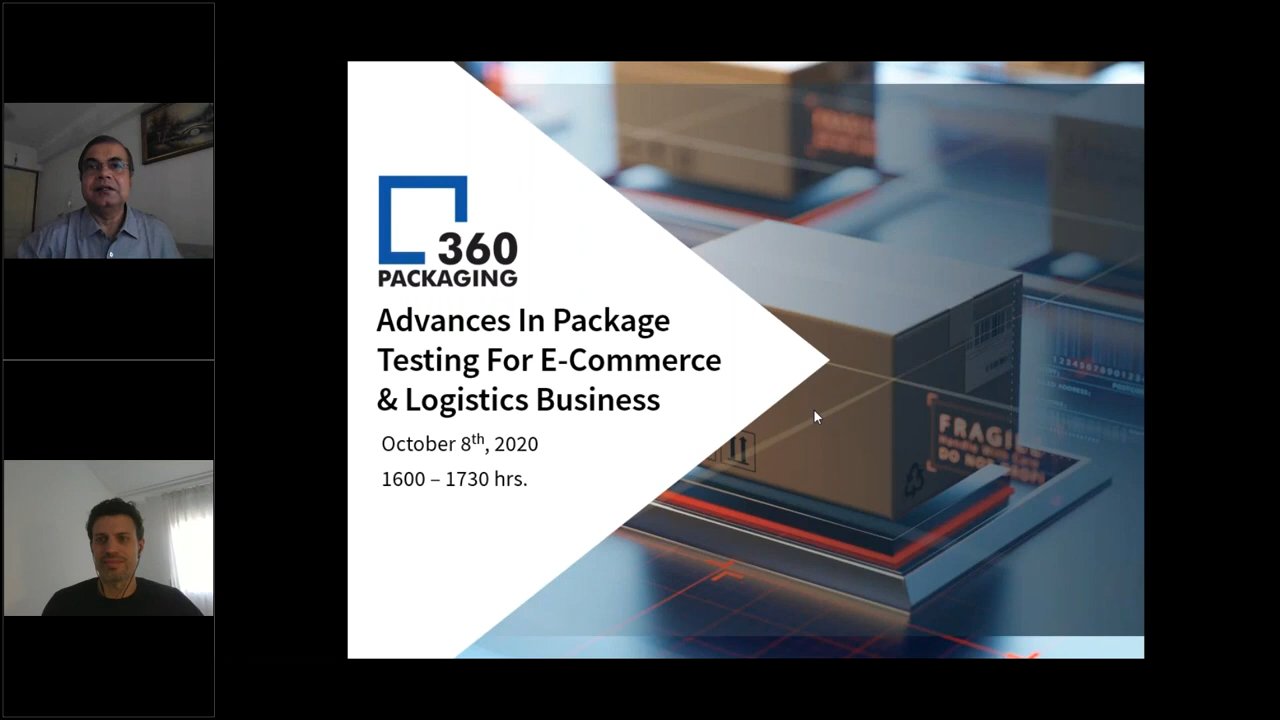 360
PACKAGING
Advances In Package
Testing For E-Commerce
& Logistics Business
October 8th, 2020
1600 – 1730 hrs.
FRAGILE